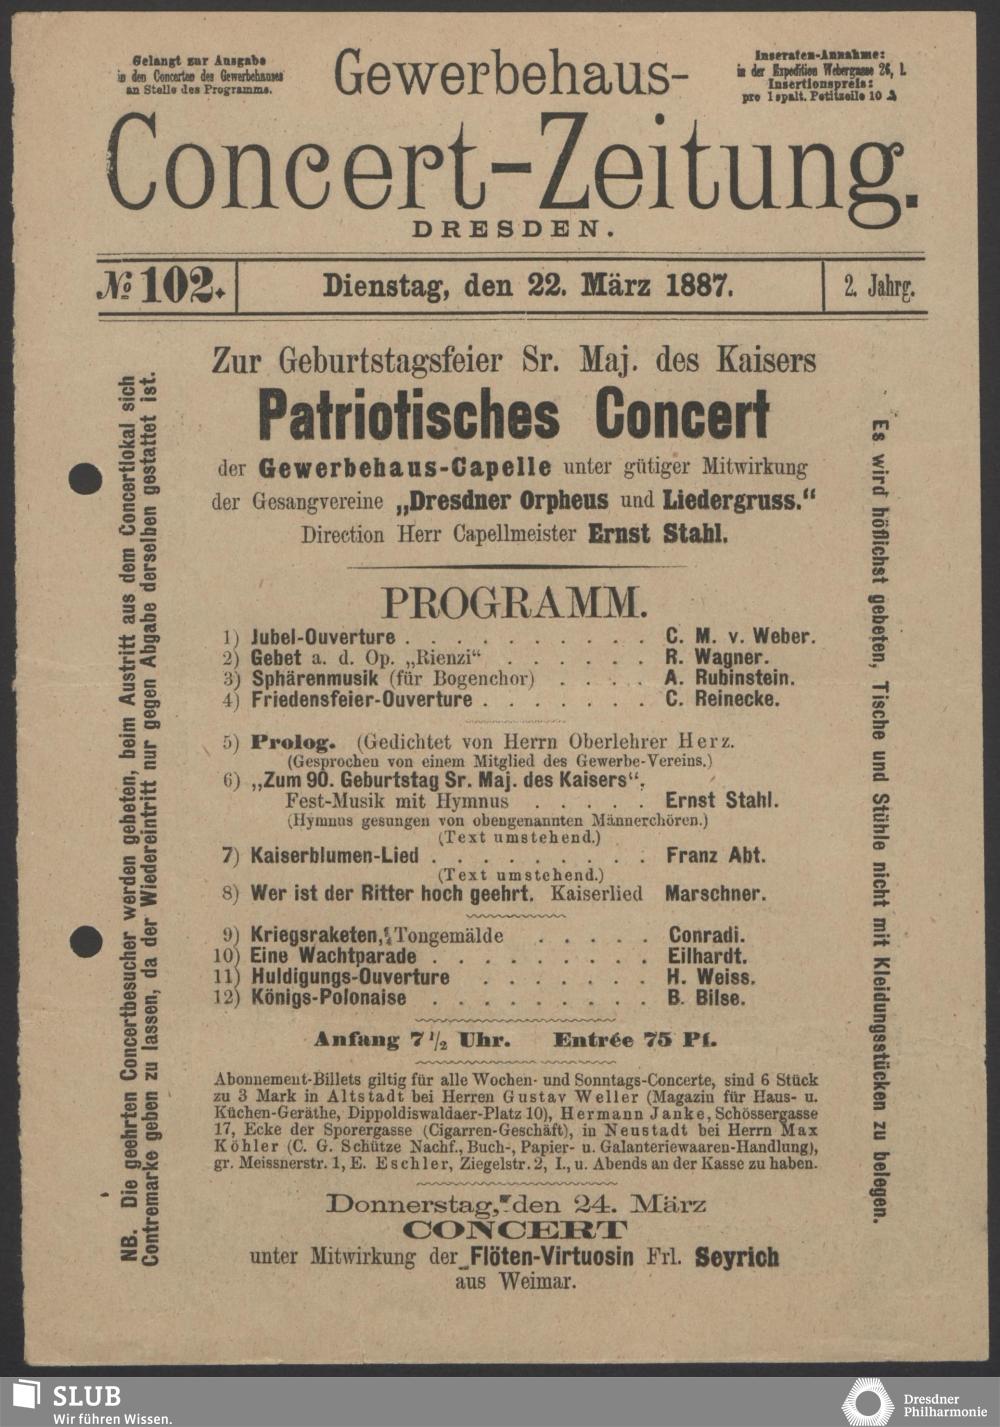 Gelangt zur Ausgabe
in den Concerten des Gewerbehauses
an Stelle des Programms.
Inseraten-Annahme:
in der Expedition Webergasse 26, I.
Insertionspreis:
pro 1spalt. Petitzeile 10 ₰
Gewerbehaus-
Concert-Zeitung.
DRESDEN.
№ 102.
Dienstag, den 22. März 1887.
2. Jahrg.
Zur Geburtstagsfeier Sr. Maj. des Kaisers
Patriotisches Concert
der Gewerbehaus-Capelle unter gütiger Mitwirkung
der Gesangvereine „Dresdner Orpheus und Liedergruss.“
Direction Herr Capellmeister Ernst Stahl.
PROGRAMM.
1) Jubel-Ouverture . . . . . . . . . . . C. M. v. Weber.
2) Gebet a. d. Op. „Rienzi“ . . . . . . R. Wagner.
3) Sphärenmusik (für Bogenchor) . . . . A. Rubinstein.
4) Friedensfeier-Ouverture . . . . . . . C. Reinecke.
5) Prolog. (Gedichtet von Herrn Oberlehrer Herz.
(Gesprochen von einem Mitglied des Gewerbe-Vereins.)
6) „Zum 90. Geburtstag Sr. Maj. des Kaisers“,
Fest-Musik mit Hymnus . . . . . Ernst Stahl.
(Hymnus gesungen von obengenannten Männerchören.)
(Text umstehend.)
7) Kaiserblumen-Lied . . . . . . . . . Franz Abt.
(Text umstehend.)
8) Wer ist der Ritter hoch geehrt. Kaiserlied Marschner.
9) Kriegsraketen, Tongemälde . . . . . Conradi.
10) Eine Wachtparade . . . . . . . . . Eilhardt.
11) Huldigungs-Ouverture . . . . . . . H. Weiss.
12) Königs-Polonaise . . . . . . . . . B. Bilse.
Anfang 7 1/2 Uhr. Entrée 75 Pf.
Abonnement-Billets giltig für alle Wochen- und Sonntags-Concerte, sind 6 Stück
zu 3 Mark in Altstadt bei Herren Gustav Weller (Magazin für Haus- u.
Küchen-Geräthe, Dippoldiswaldaer-Platz 10), Hermann Janke, Schössergasse
17, Ecke der Sporergasse (Cigarren-Geschäft), in Neustadt bei Herrn Max
Köhler (C. G. Schütze Nachf., Buch-, Papier- u. Galanteriewaaren-Handlung),
gr. Meissnerstr. 1, E. Eschler, Ziegelstr. 2, I., u. Abends an der Kasse zu haben.
Donnerstag, den 24. März
CONCERT
unter Mitwirkung der Flöten-Virtuosin Frl. Seyrich
aus Weimar.
NB. Die geehrten Concertbesucher werden gebeten, beim Austritt aus dem Concertlokal sich
Contremarke geben zu lassen, da der Wiedereintritt nur gegen Abgabe derselben gestattet ist.
Es wird höflichst gebeten, Tische und Stühle nicht mit Kleidungsstücken zu belegen.
SLUB
Wir führen Wissen.
Dresdner
Philharmonie